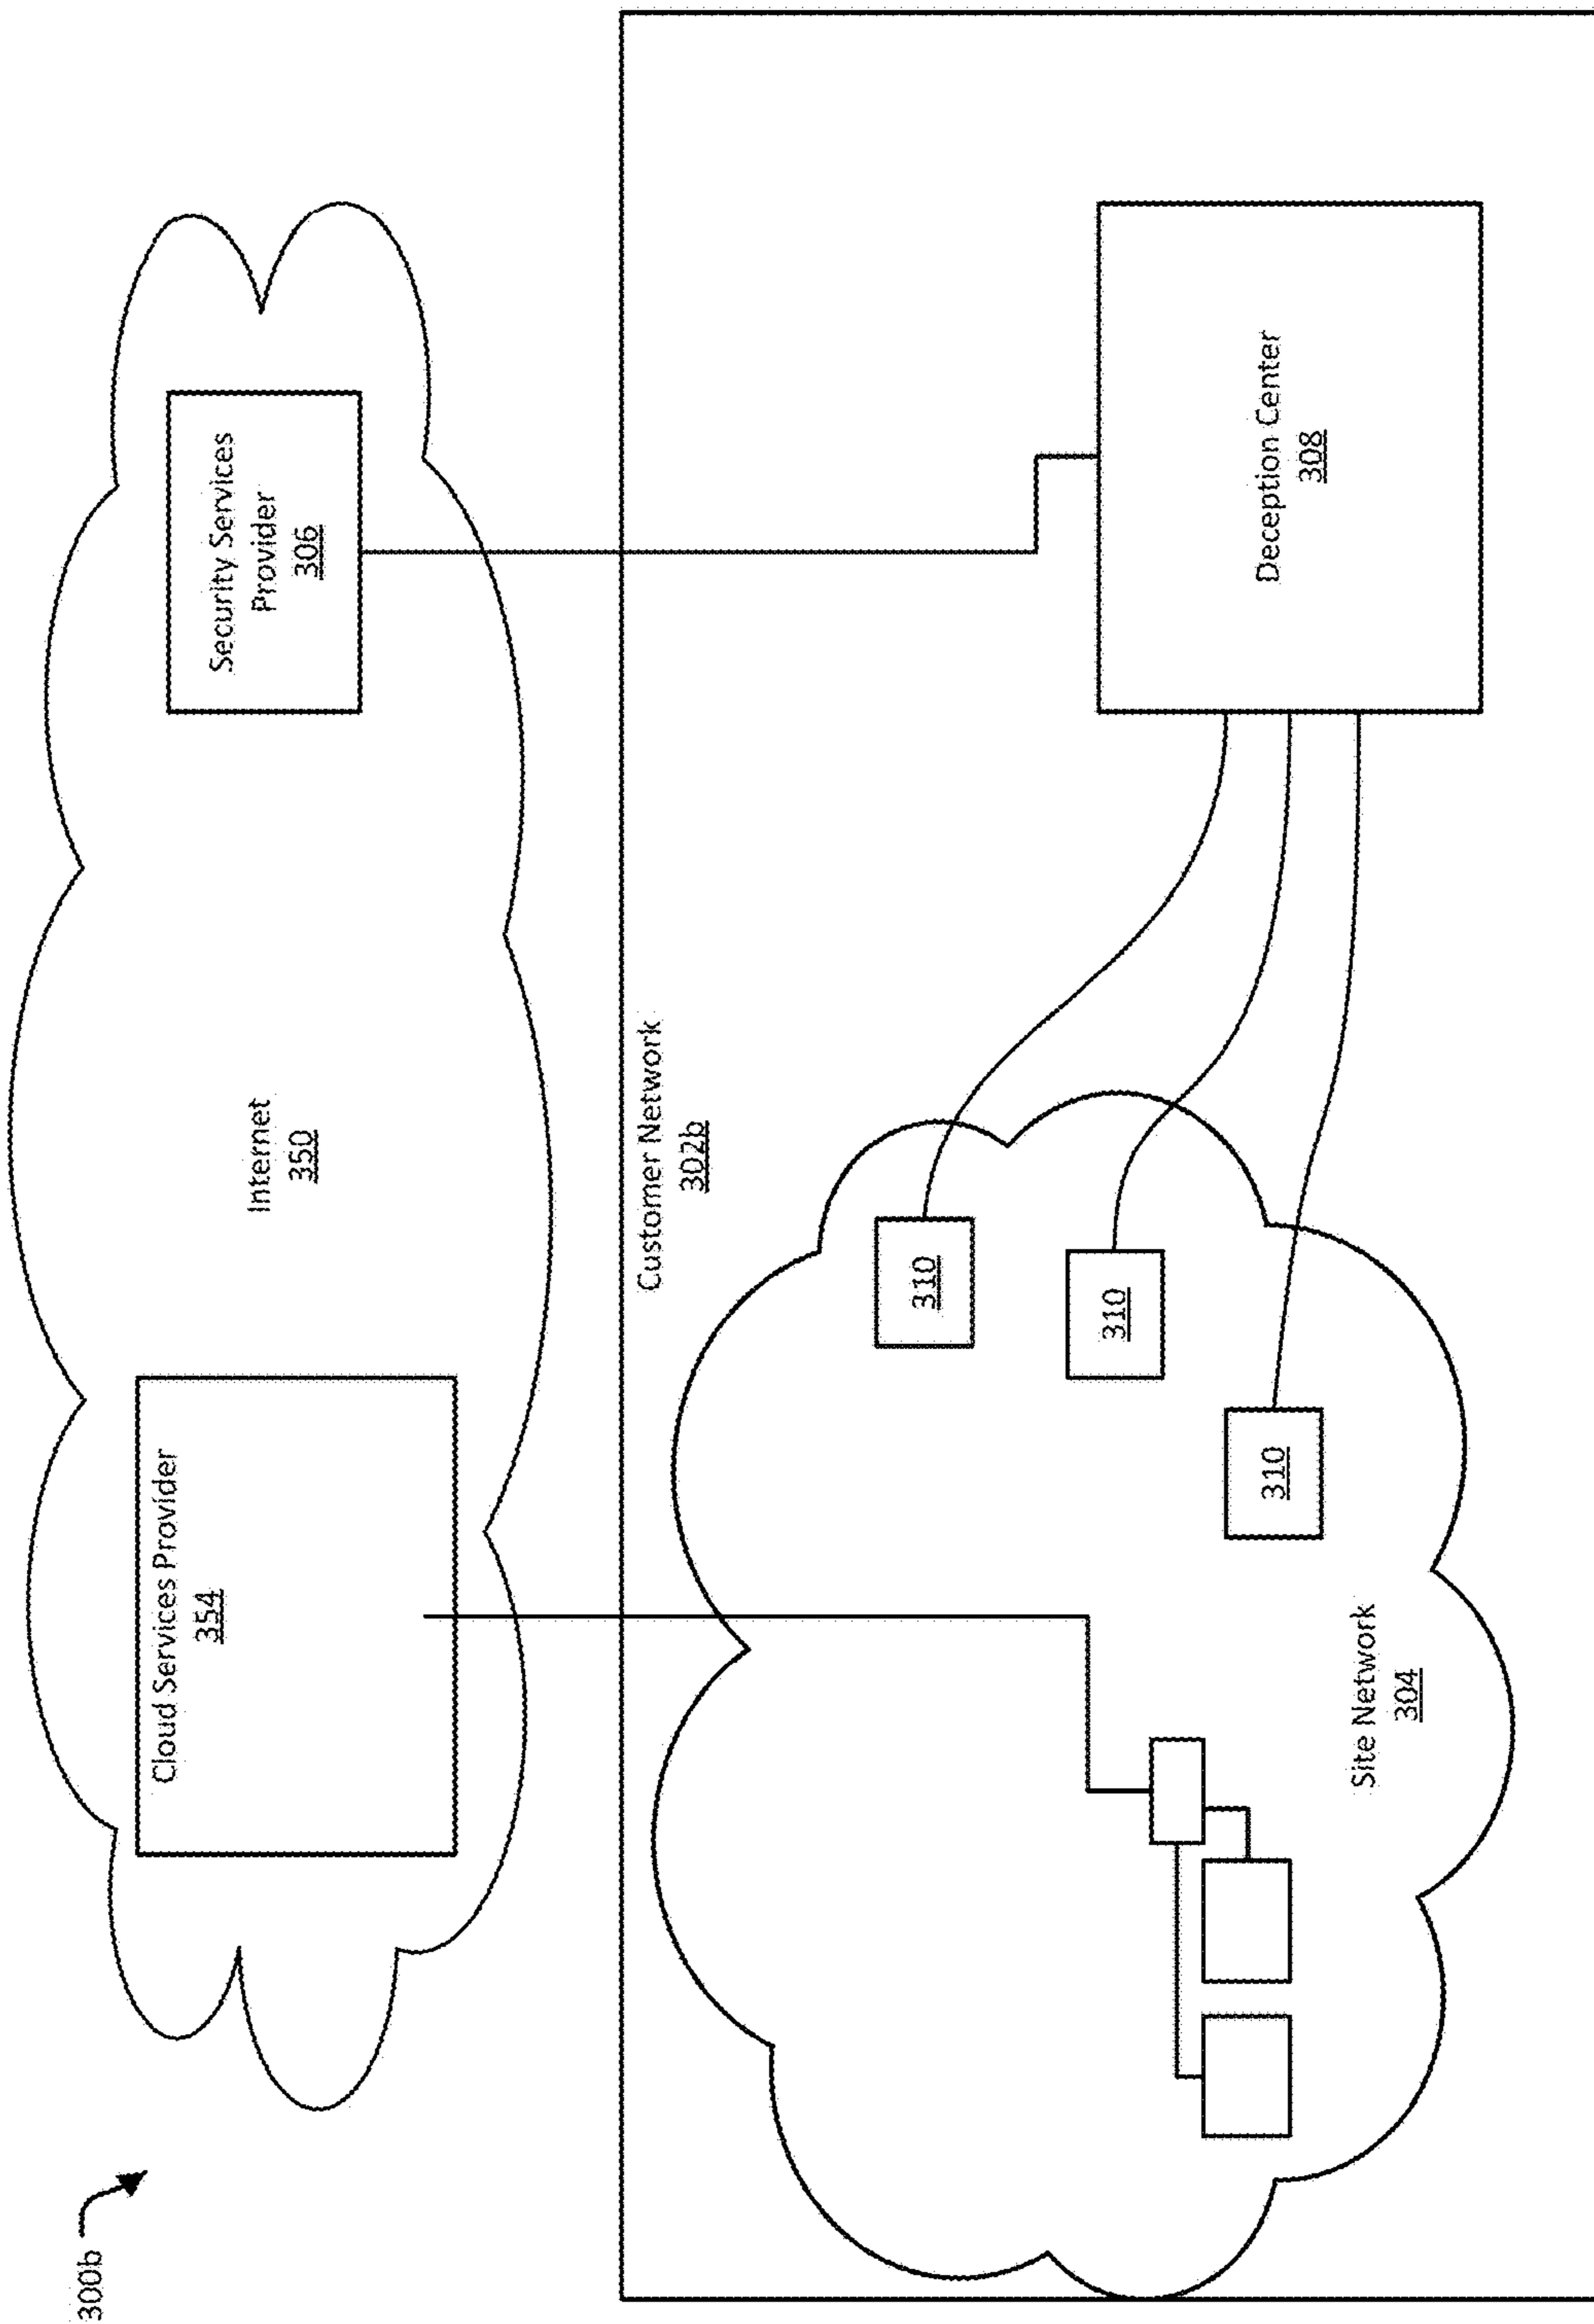 300b
Cloud Services Provider
354
Internet
350
Security Services
Provider
306
Customer Network
302b
310
310
310
Site Network
304
Deception Center
308